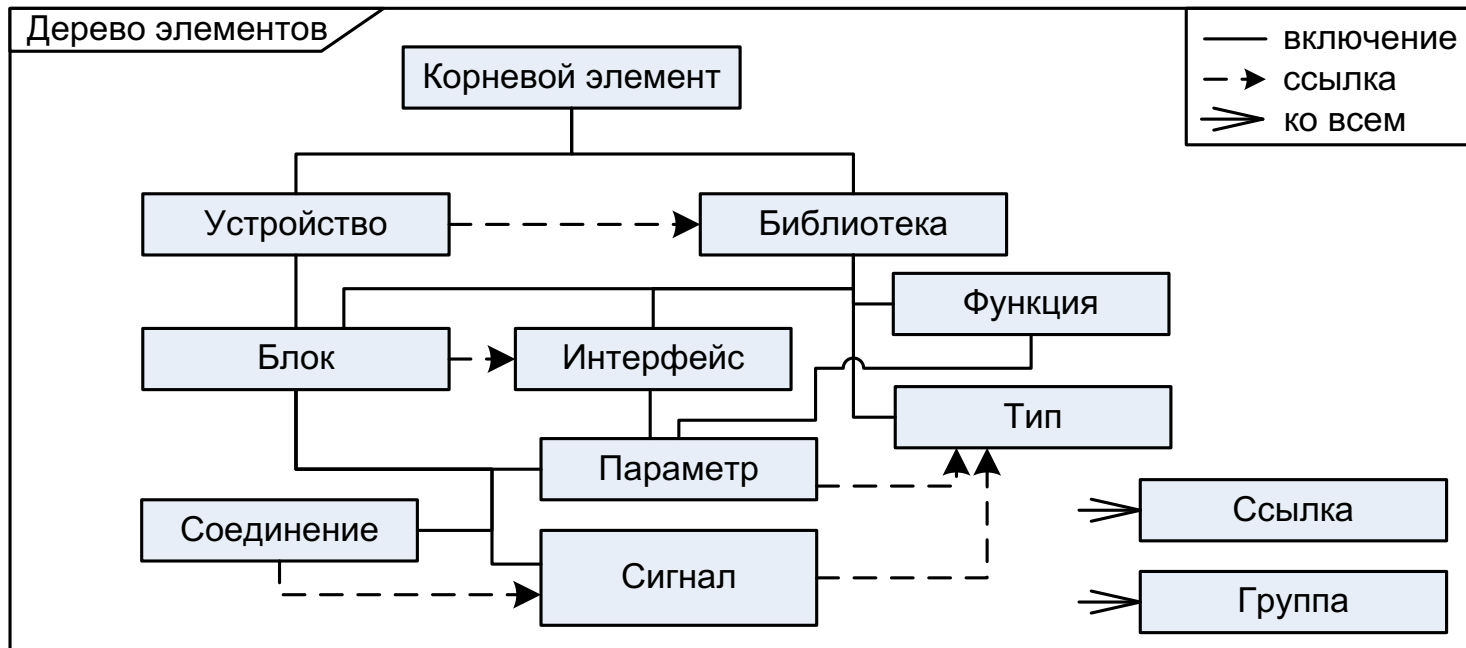 Дерево элементов
включение
ссылка
ко всем
Корневой элемент
Устройство
Библиотека
Функция
Блок
Интерфейс
Тип
Параметр
Соединение
Сигнал
Ссылка
Группа